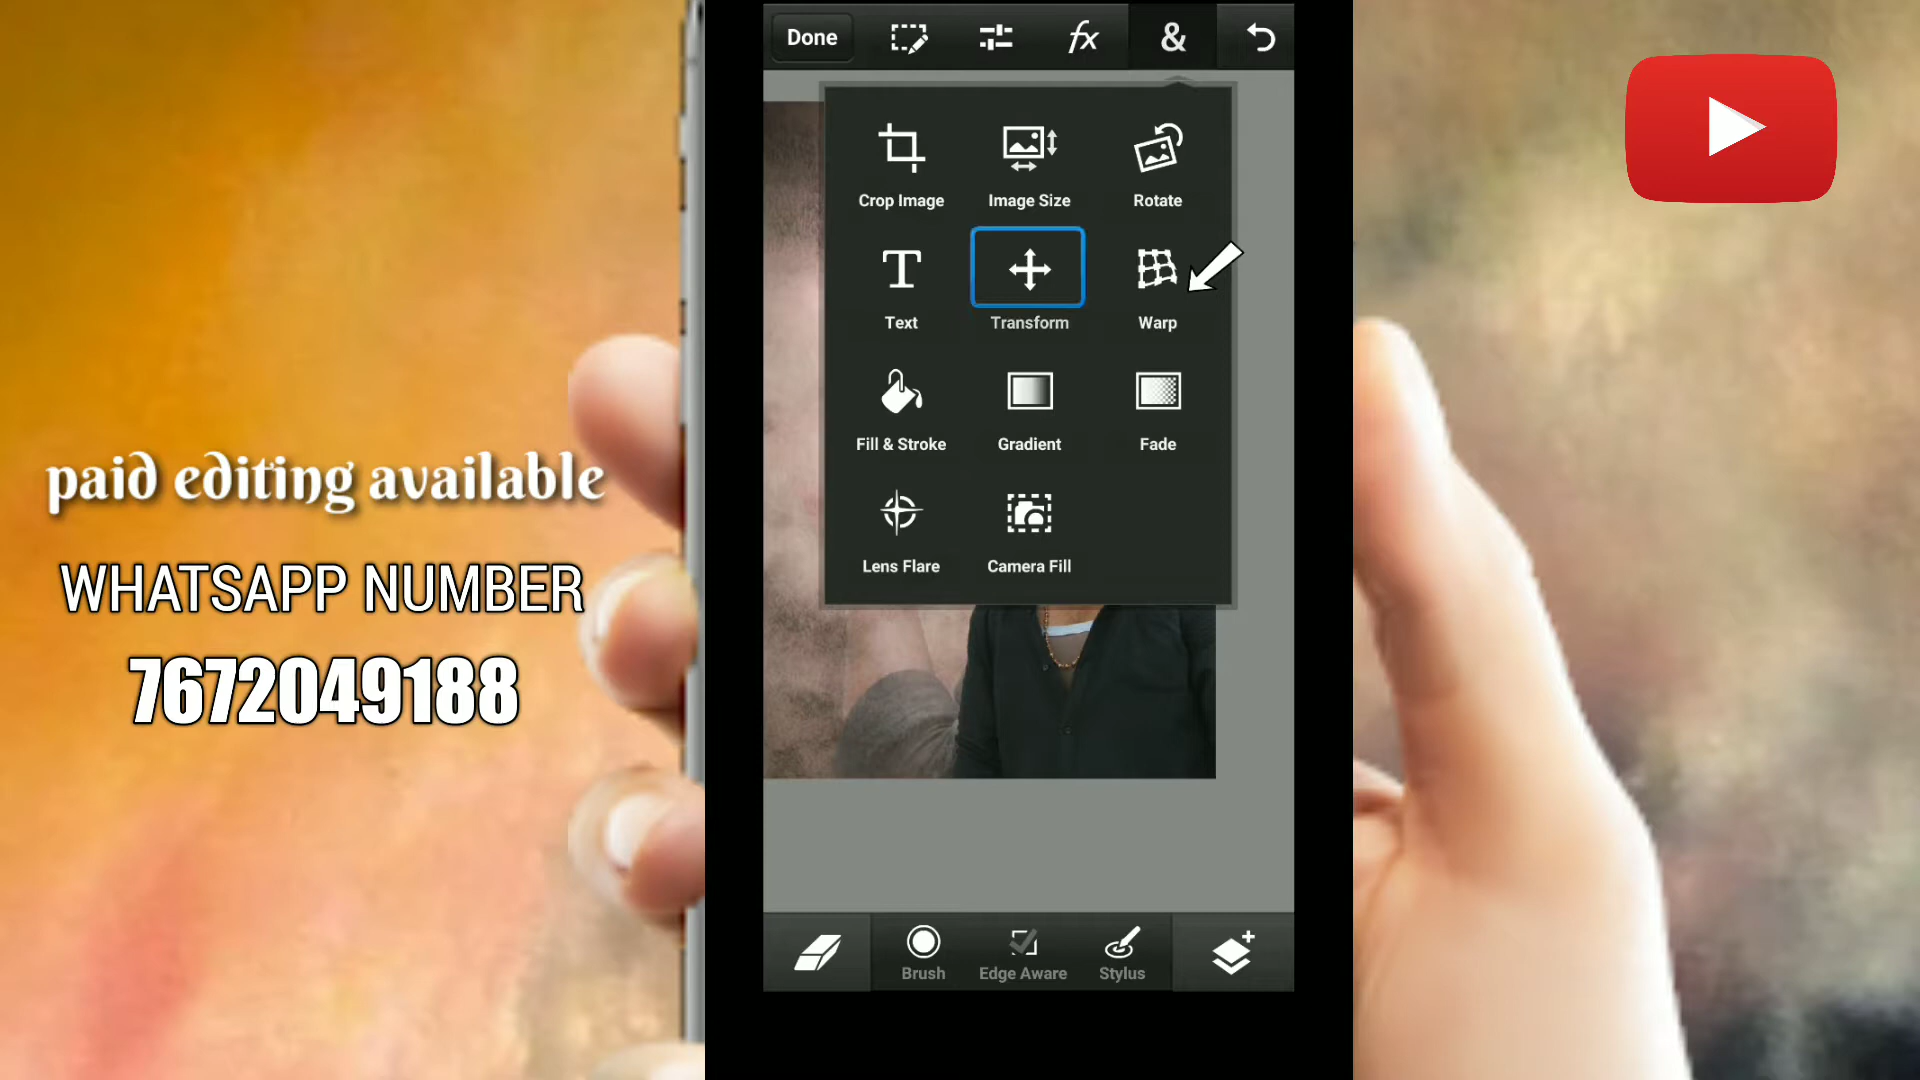 Done
fx
&
Crop Image
Image Size
Rotate
T
Text
Transform
Warp
Fill & Stroke
Gradient
Fade
Lens Flare
Camera Fill
paid editing available
WHATSAPP NUMBER
7672049188
Brush
Edge Aware
Stylus